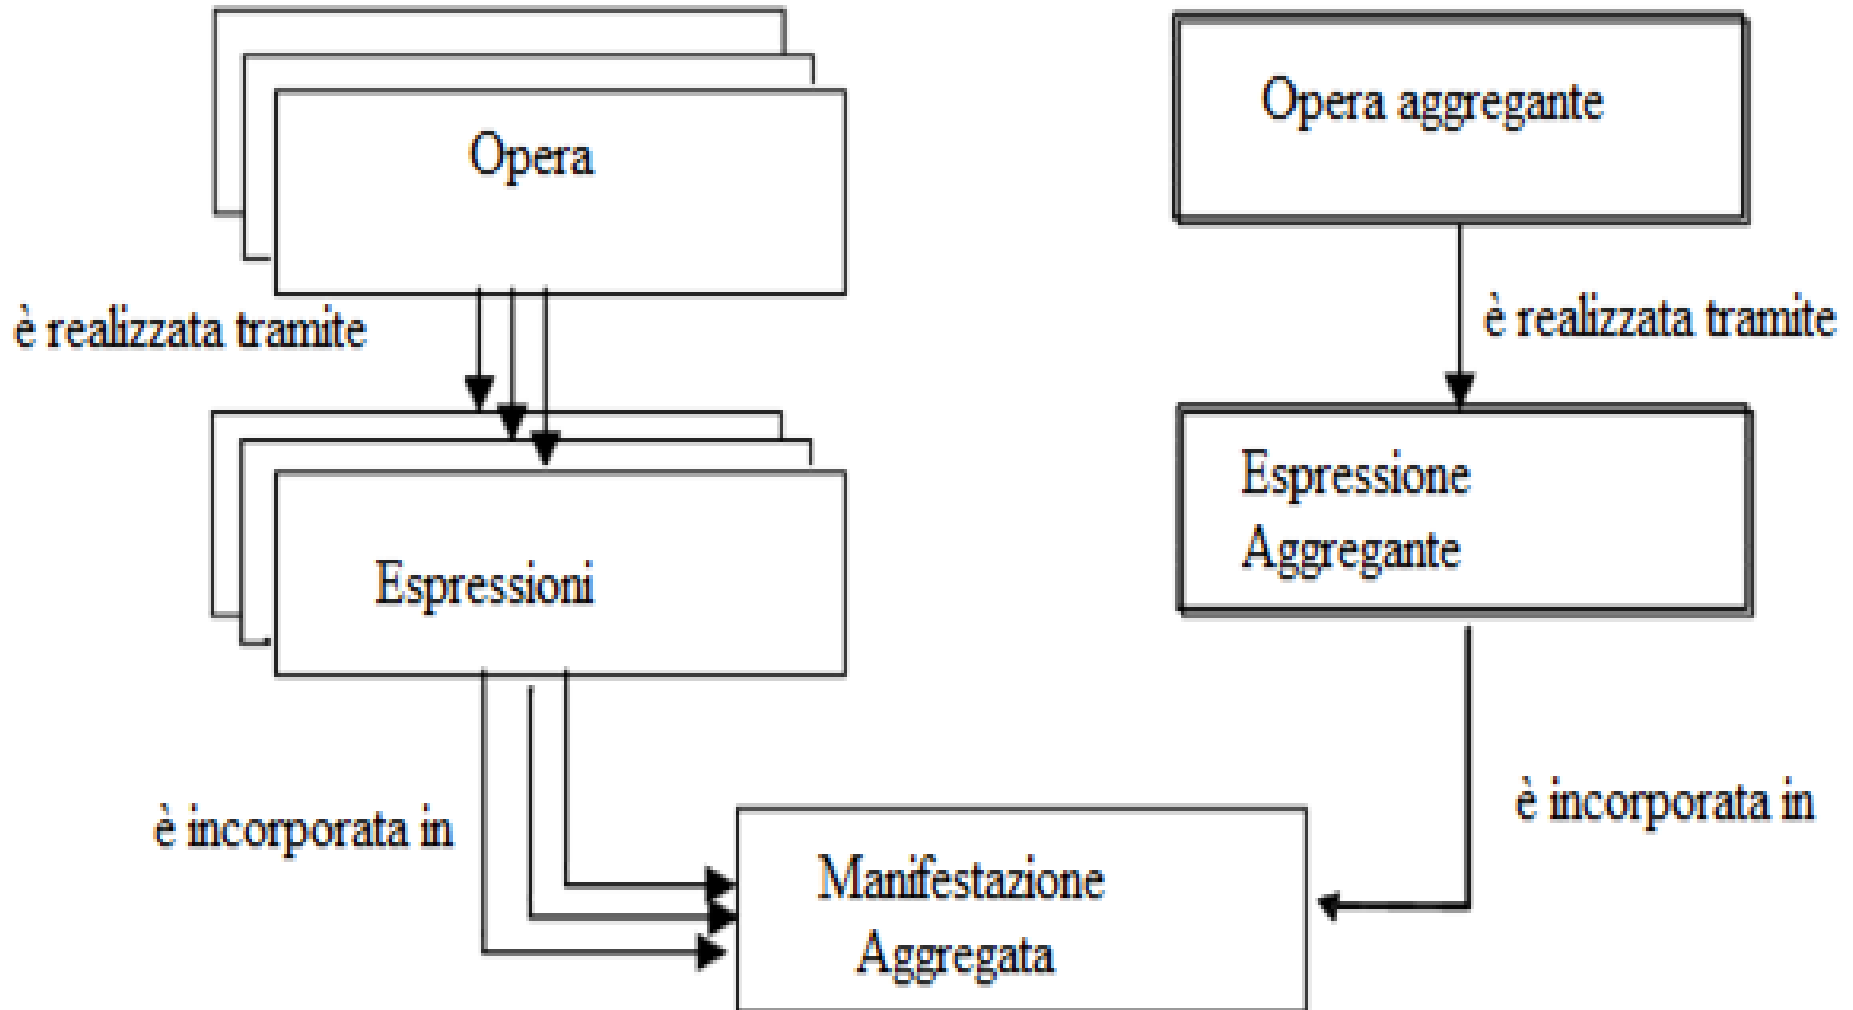 Opera
Opera aggregante
è realizzata tramite
è realizzata tramite
Espressioni
Espressione
Aggregante
è incorporata in
è incorporata in
Manifestazione
Aggregata